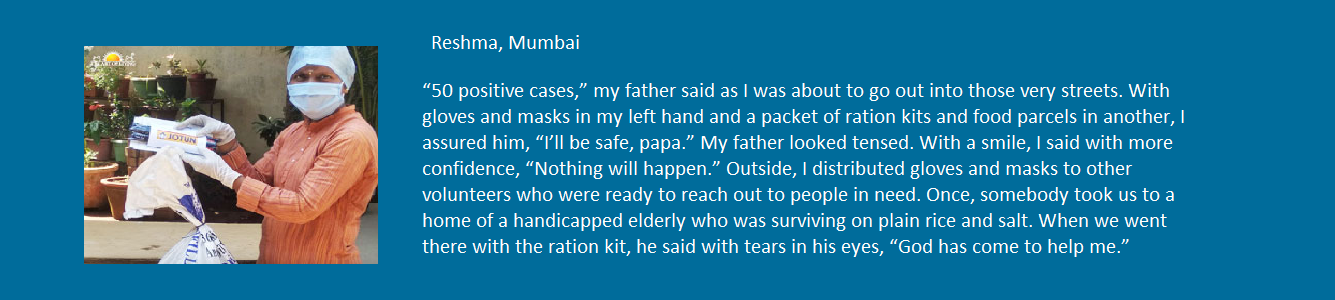 Reshma, Mumbai
“50 positive cases,” my father said as I was about to go out into those very streets. With
gloves and masks in my left hand and a packet of ration kits and food parcels in another, I
assured him, “I’ll be safe, papa.” My father looked tensed. With a smile, I said with more
confidence, “Nothing will happen.” Outside, I distributed gloves and masks to other
volunteers who were ready to reach out to people in need. Once, somebody took us to a
home of a handicapped elderly who was surviving on plain rice and salt. When we went
there with the ration kit, he said with tears in his eyes, “God has come to help me.”
JOTUN